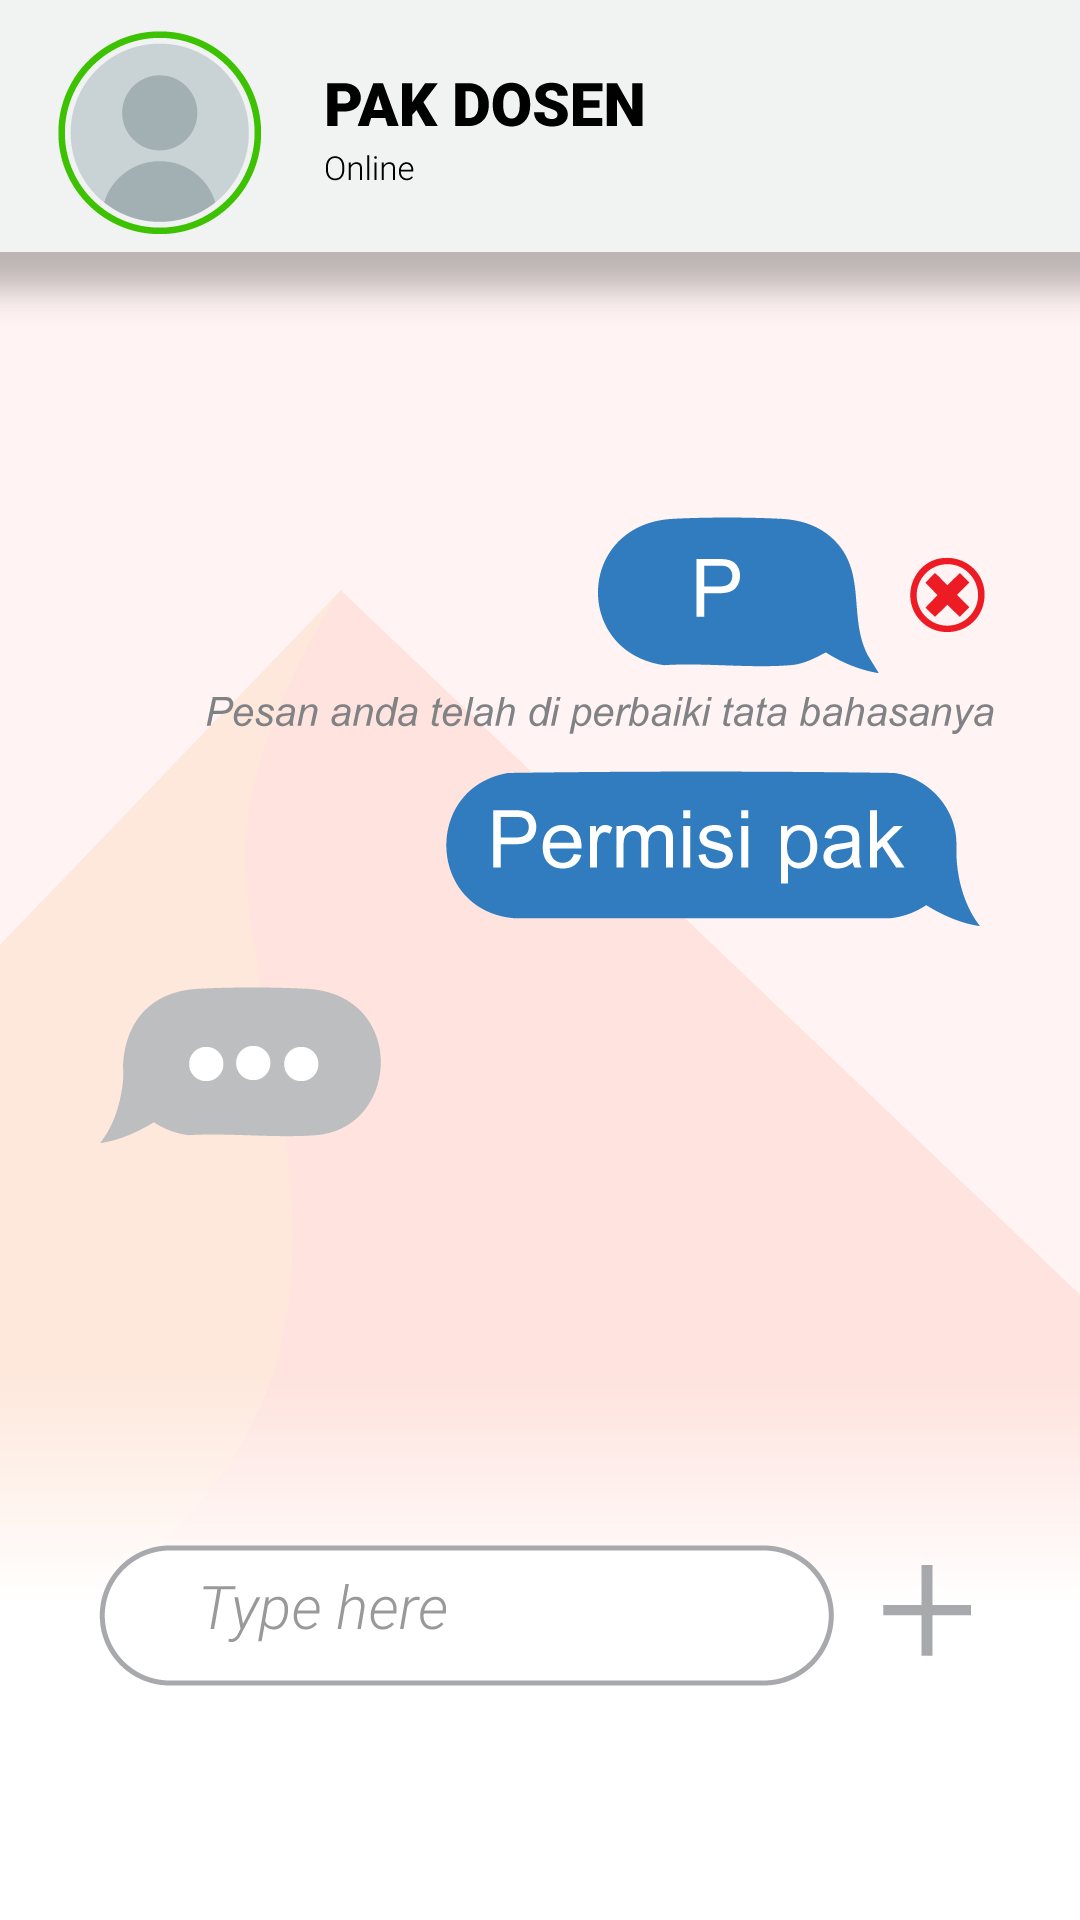 PAK DOSEN
Online
P
Pesan anda telah di perbaiki tata bahasanya
Permisi pak
Type here